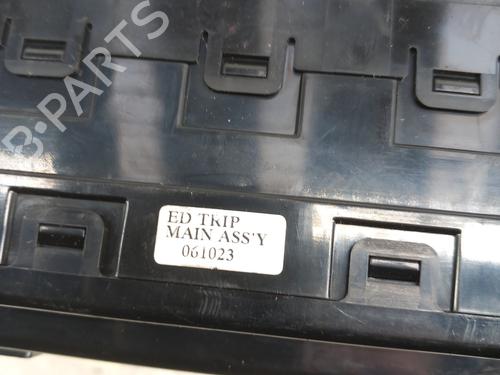 B-PARTS
ED TRIP
MAIN ASS'Y
061023